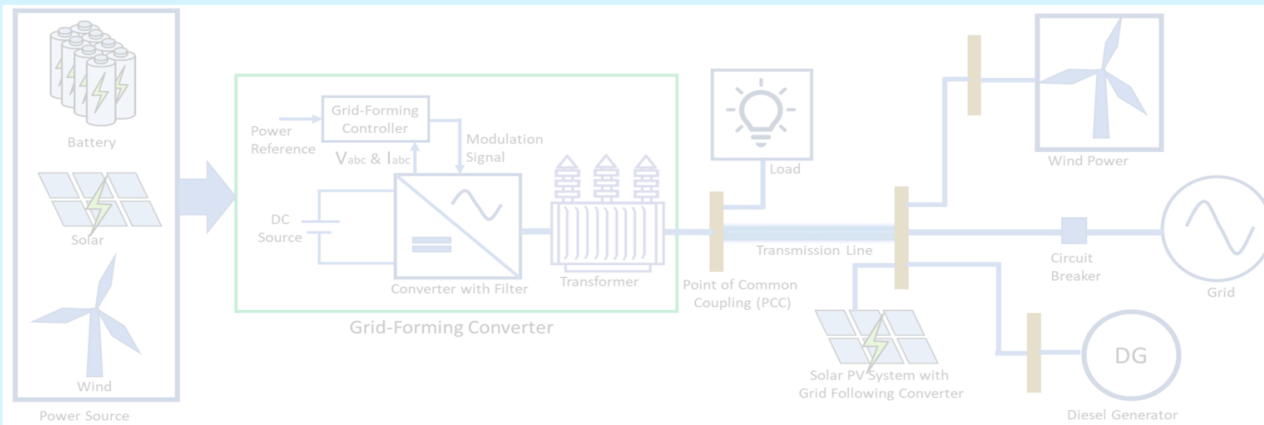 Battery
Solar
Wind
Power Source
Grid-Forming
Controller
Power
Reference
Modulation
Signal
Vabc & Iabc
DC
Source
Converter with Filter
Transformer
Grid-Forming Converter
Load
Point of Common
Coupling (PCC)
Transmission Line
Wind Power
Circuit
Breaker
Grid
Solar PV System with
Grid Following Converter
DG
Diesel Generator